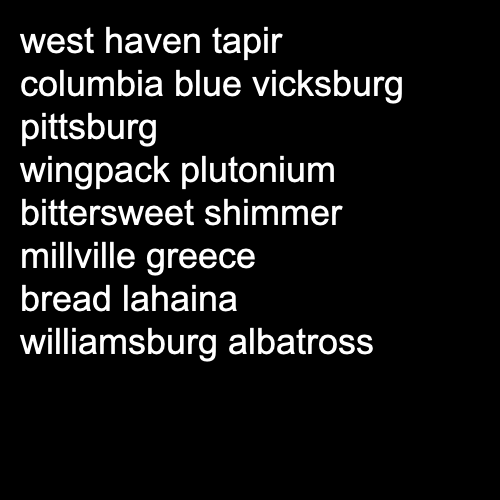 west haven tapir
columbia blue vicksburg
pittsburg
wingpack plutonium
bittersweet shimmer
millville greece
bread lahaina
williamsburg albatross